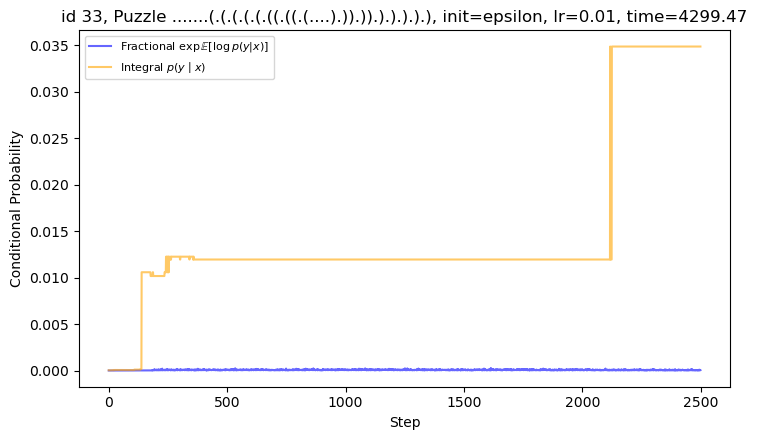 id 33, Puzzle .......(.(.(.(.(.((.((.(....).)).)).).).).).), init=epsilon, lr=0.01, time=4299.47
Fractional exp𝔼[log p(y|x)]
Integral p(y | x)
Conditional Probability
0.035
0.030
0.025
0.020
0.015
0.010
0.005
0.000
0
500
1000
1500
2000
2500
Step